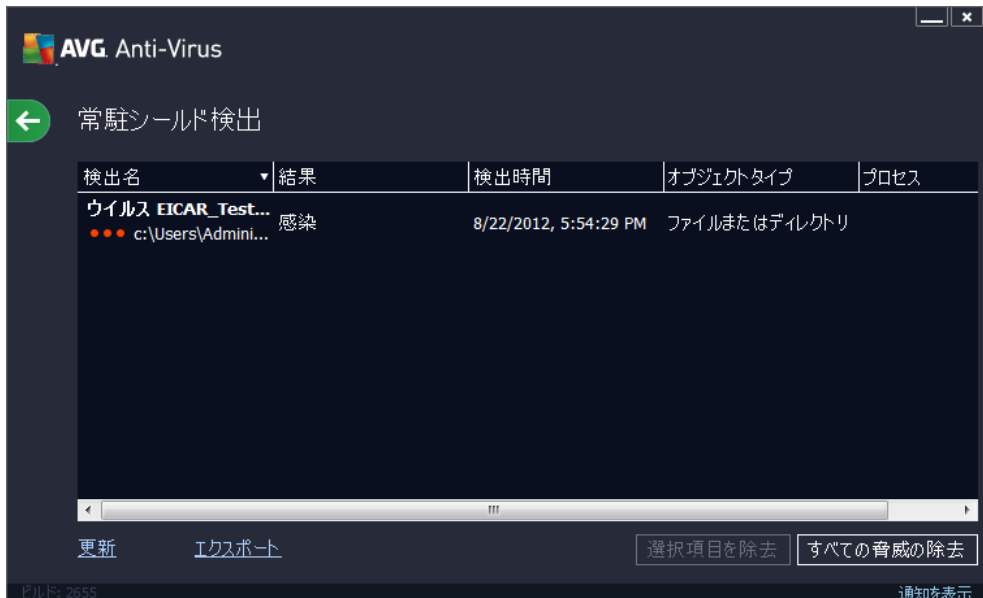 AVG. Anti-Virus
常駐シールド検出
検出名 結果 検出時間 オブジェクトタイプ プロセス
ウイルス EICAR_Test...
c:\Users\Admini... 感染 8/22/2012, 5:54:29 PM ファイルまたはディレクトリ
更新 エクスポート 選択項目を除去 すべての脅威の除去
ビルド: 2655 通知を表示